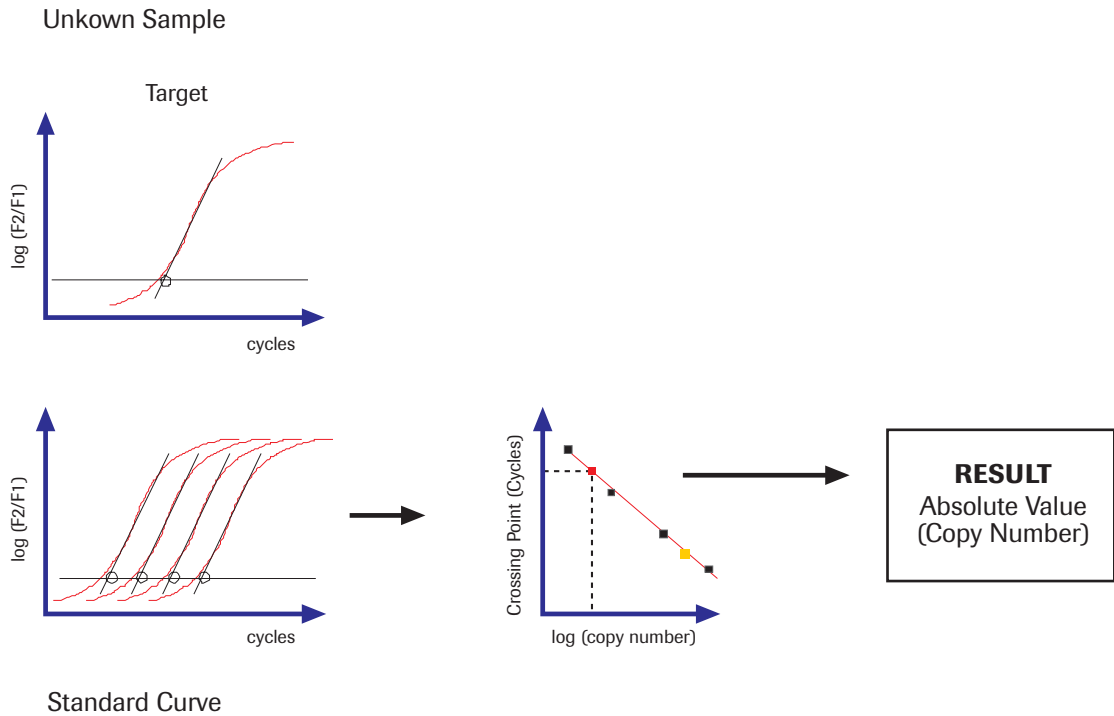 Unkown Sample
Target
log (F2/F1)
cycles
log (F2/F1)
cycles
Crossing Point (Cycles)
log (copy number)
RESULT
Absolute Value
(Copy Number)
Standard Curve